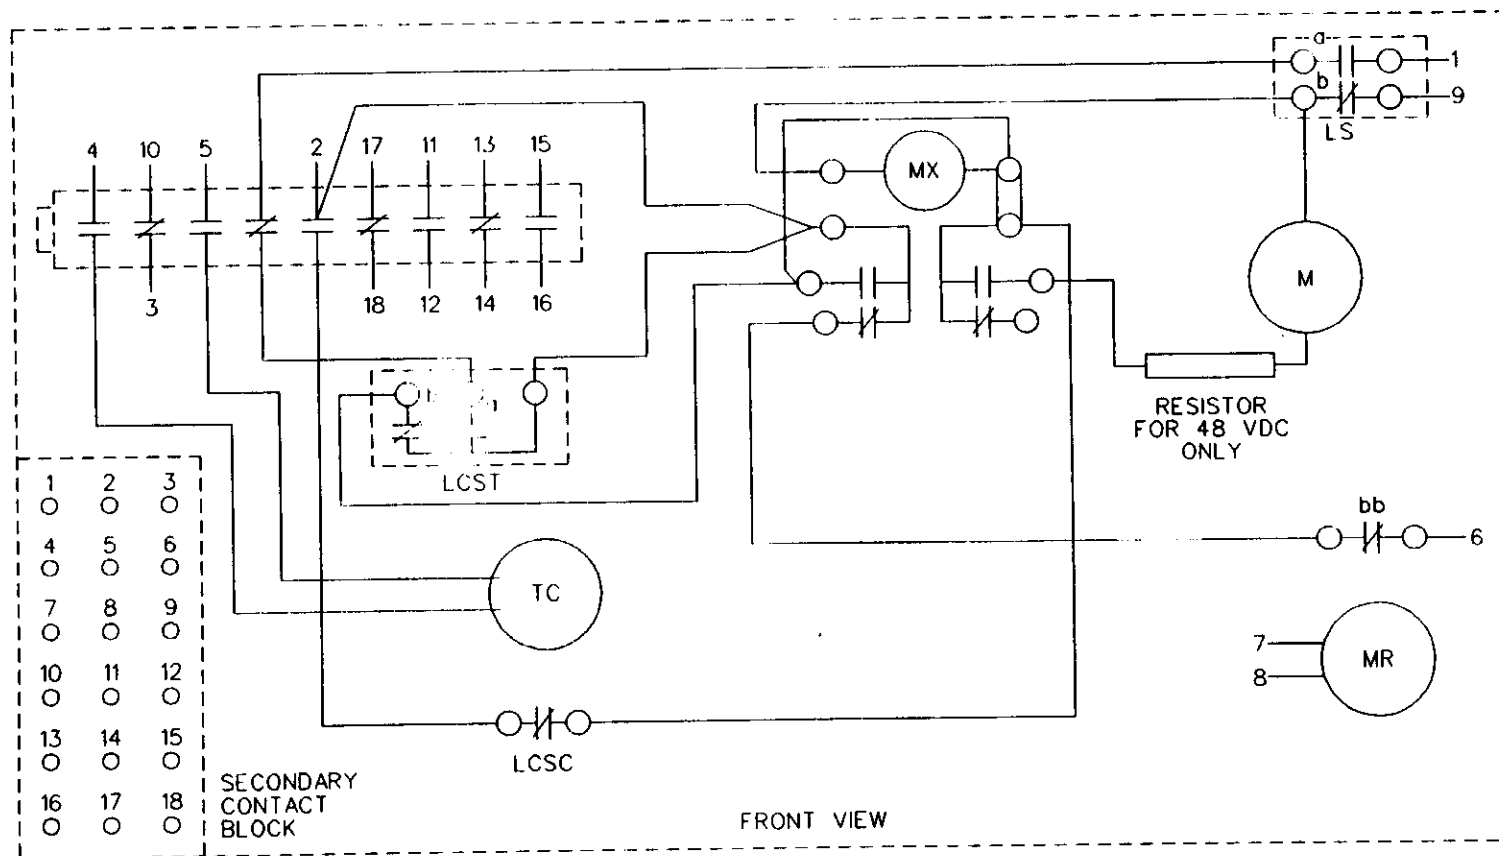 a
1
b
9
LS
4 10 5 2 17 11 13 15
MX
M
3 18 12 14 16
RESISTOR
FOR 48 VDC
ONLY
LCST
1 2 3
4 5 6
7 8 9
10 11 12
13 14 15
16 17 18
SECONDARY
CONTACT
BLOCK
TC
bb
6
7
8
MR
LCSC
FRONT VIEW